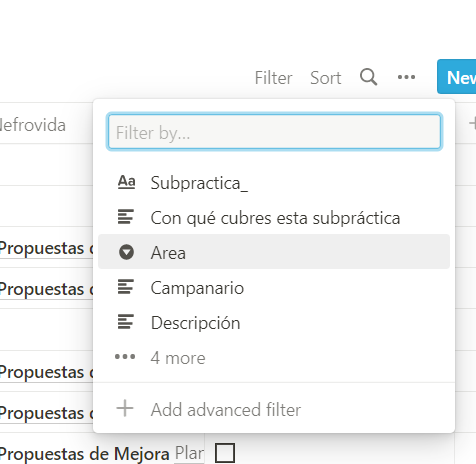 Filter Sort New
Nefrovida
Filter by...
Aa Subpractica_
Con qué cubres esta subpráctica
Propuestas
Area
Propuestas
Campanario
Descripción
4 more
Propuestas
Propuestas
Add advanced filter
Propuestas de Mejora Plan